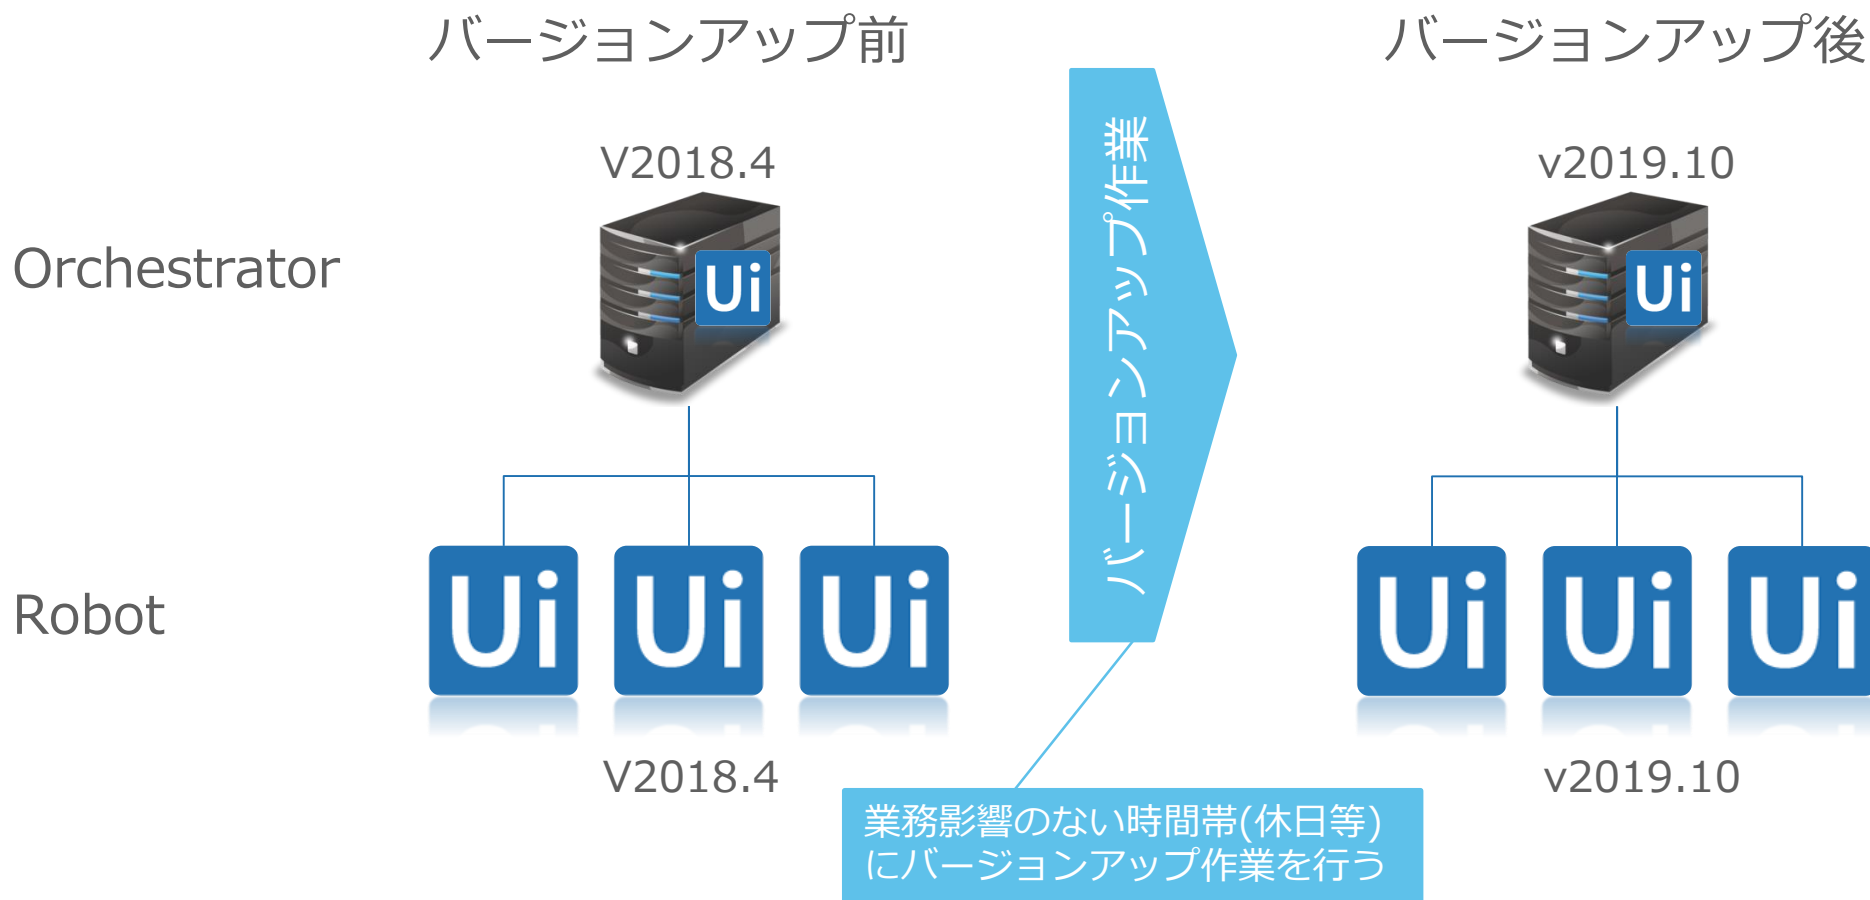 バージョンアップ前
バージョンアップ後
V2018.4
v2019.10
Orchestrator
Ui
Ui
バージョンアップ作業
Robot
Ui
Ui
Ui
Ui
Ui
Ui
V2018.4
v2019.10
業務影響のない時間帯(休日等)
にバージョンアップ作業を行う